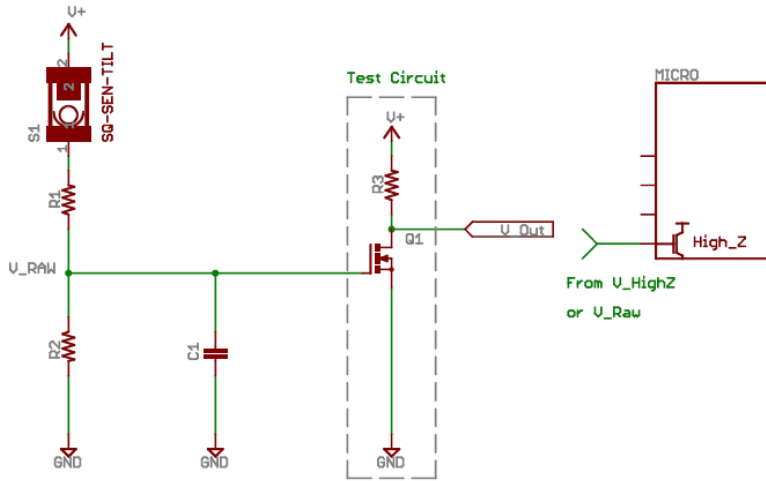 V+
2
2
SQ-SEN-TILT
S1
1
R1
V_RAW
R2
C1
GND
GND
Test Circuit
V+
R3
Q1
V_Out
GND
MICRO
High_Z
From V_HighZ
or V_Raw